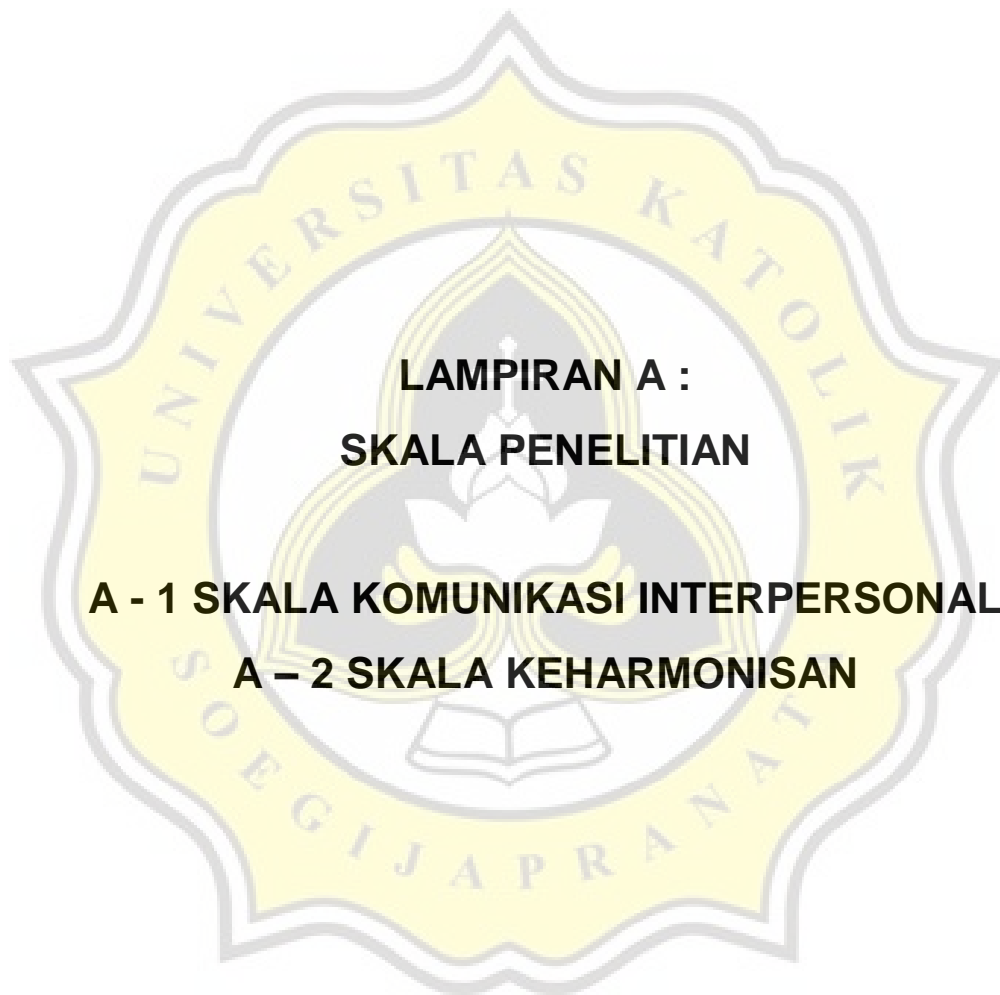 UNIVERSITAS KATOLIK
LAMPIRAN A :
SKALA PENELITIAN
A - 1 SKALA KOMUNIKASI INTERPERSONAL
A – 2 SKALA KEHARMONISAN
SOEGIJAPRANATA